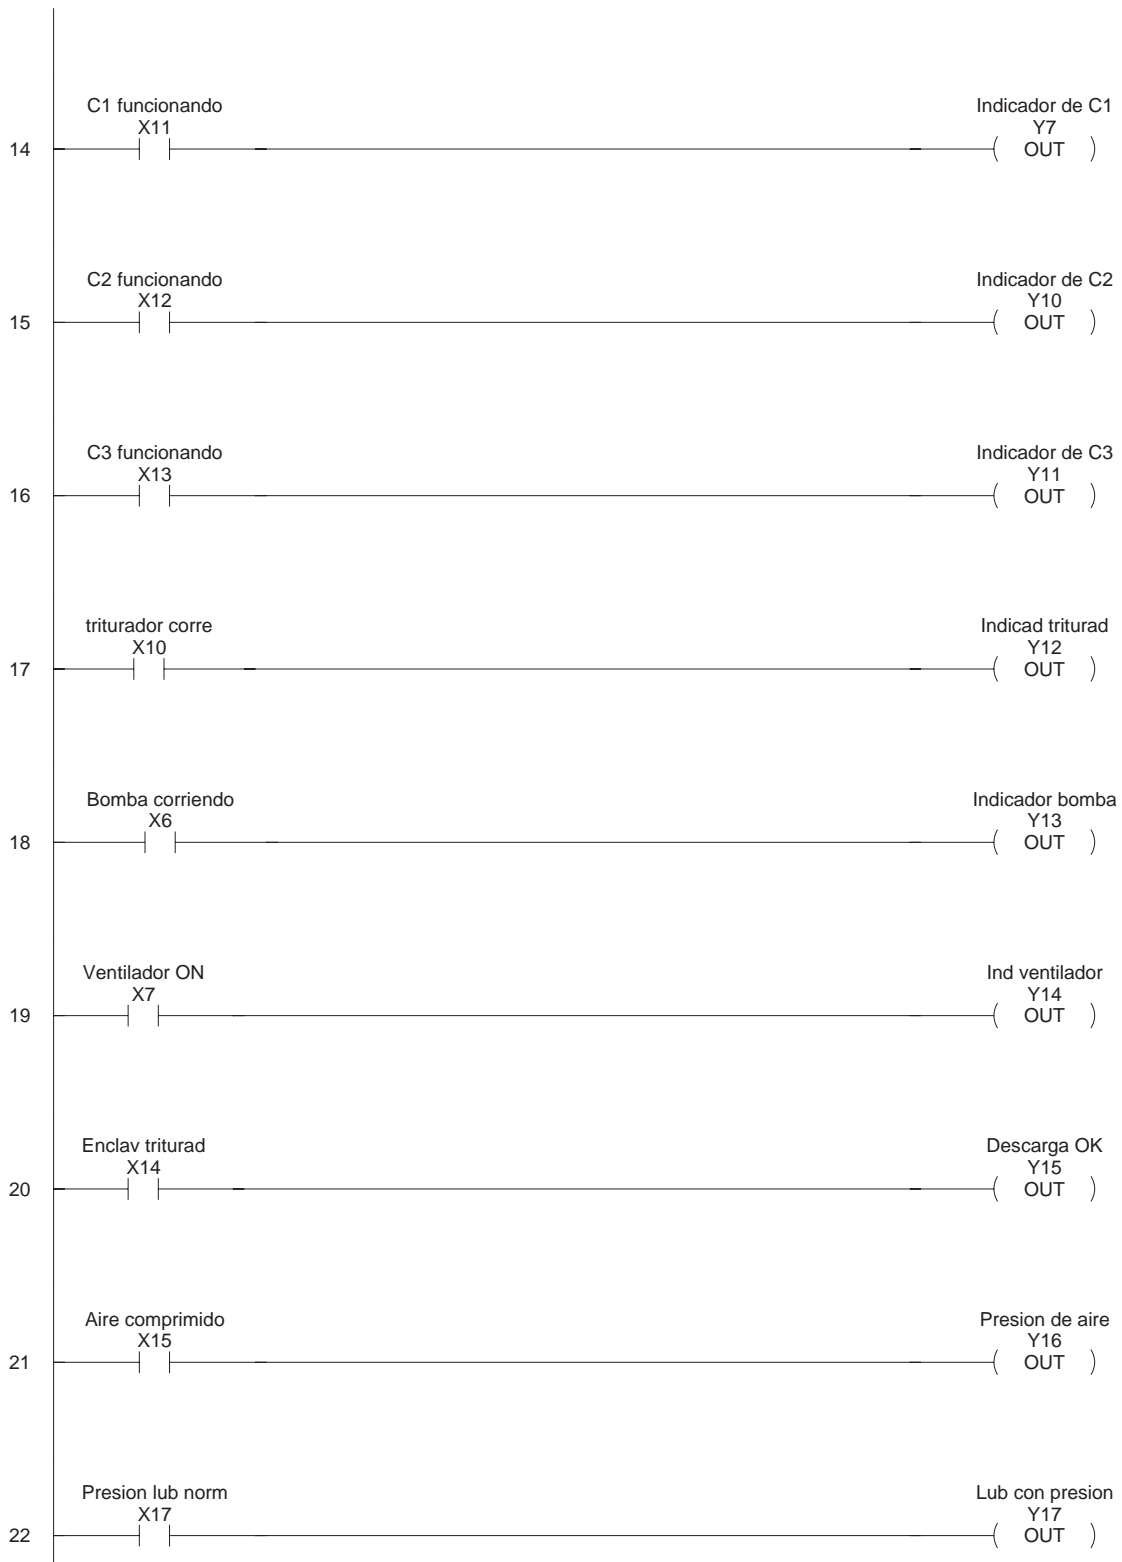 C1 funcionando Indicador de C1
X11 Y7
14 OUT
C2 funcionando Indicador de C2
X12 Y10
15 OUT
C3 funcionando Indicador de C3
X13 Y11
16 OUT
triturador corre Indicad triturad
X10 Y12
17 OUT
Bomba corriendo Indicador bomba
X6 Y13
18 OUT
Ventilador ON Ind ventilador
X7 Y14
19 OUT
Enclav triturad Descarga OK
X14 Y15
20 OUT
Aire comprimido Presion de aire
X15 Y16
21 OUT
Presion lub norm Lub con presion
X17 Y17
22 OUT